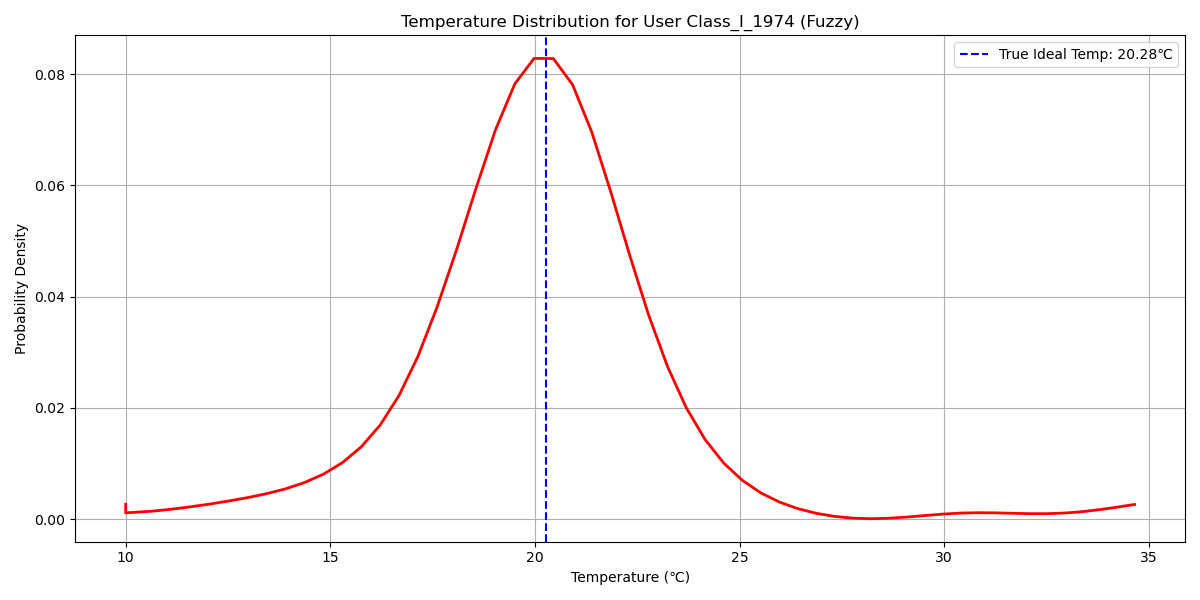 Temperature Distribution for User Class_I_1974 (Fuzzy)
True Ideal Temp: 20.28℃
Probability Density
0.08
0.06
0.04
0.02
0.00
10 15 20 25 30 35
Temperature (℃)